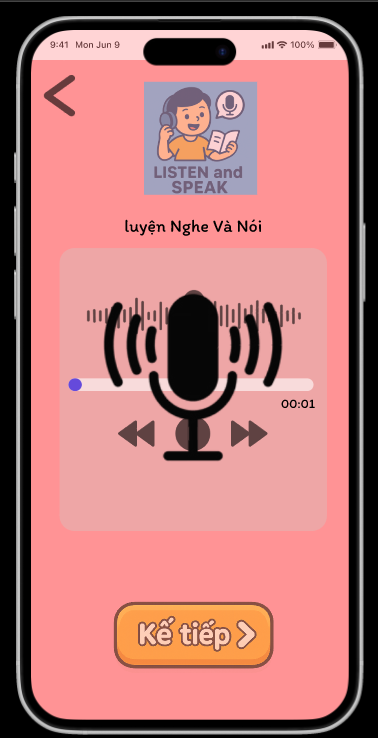 9:41 Mon Jun 9 100%
LISTEN and
SPEAK
luyện Nghe Và Nói
00:01
Kế tiếp